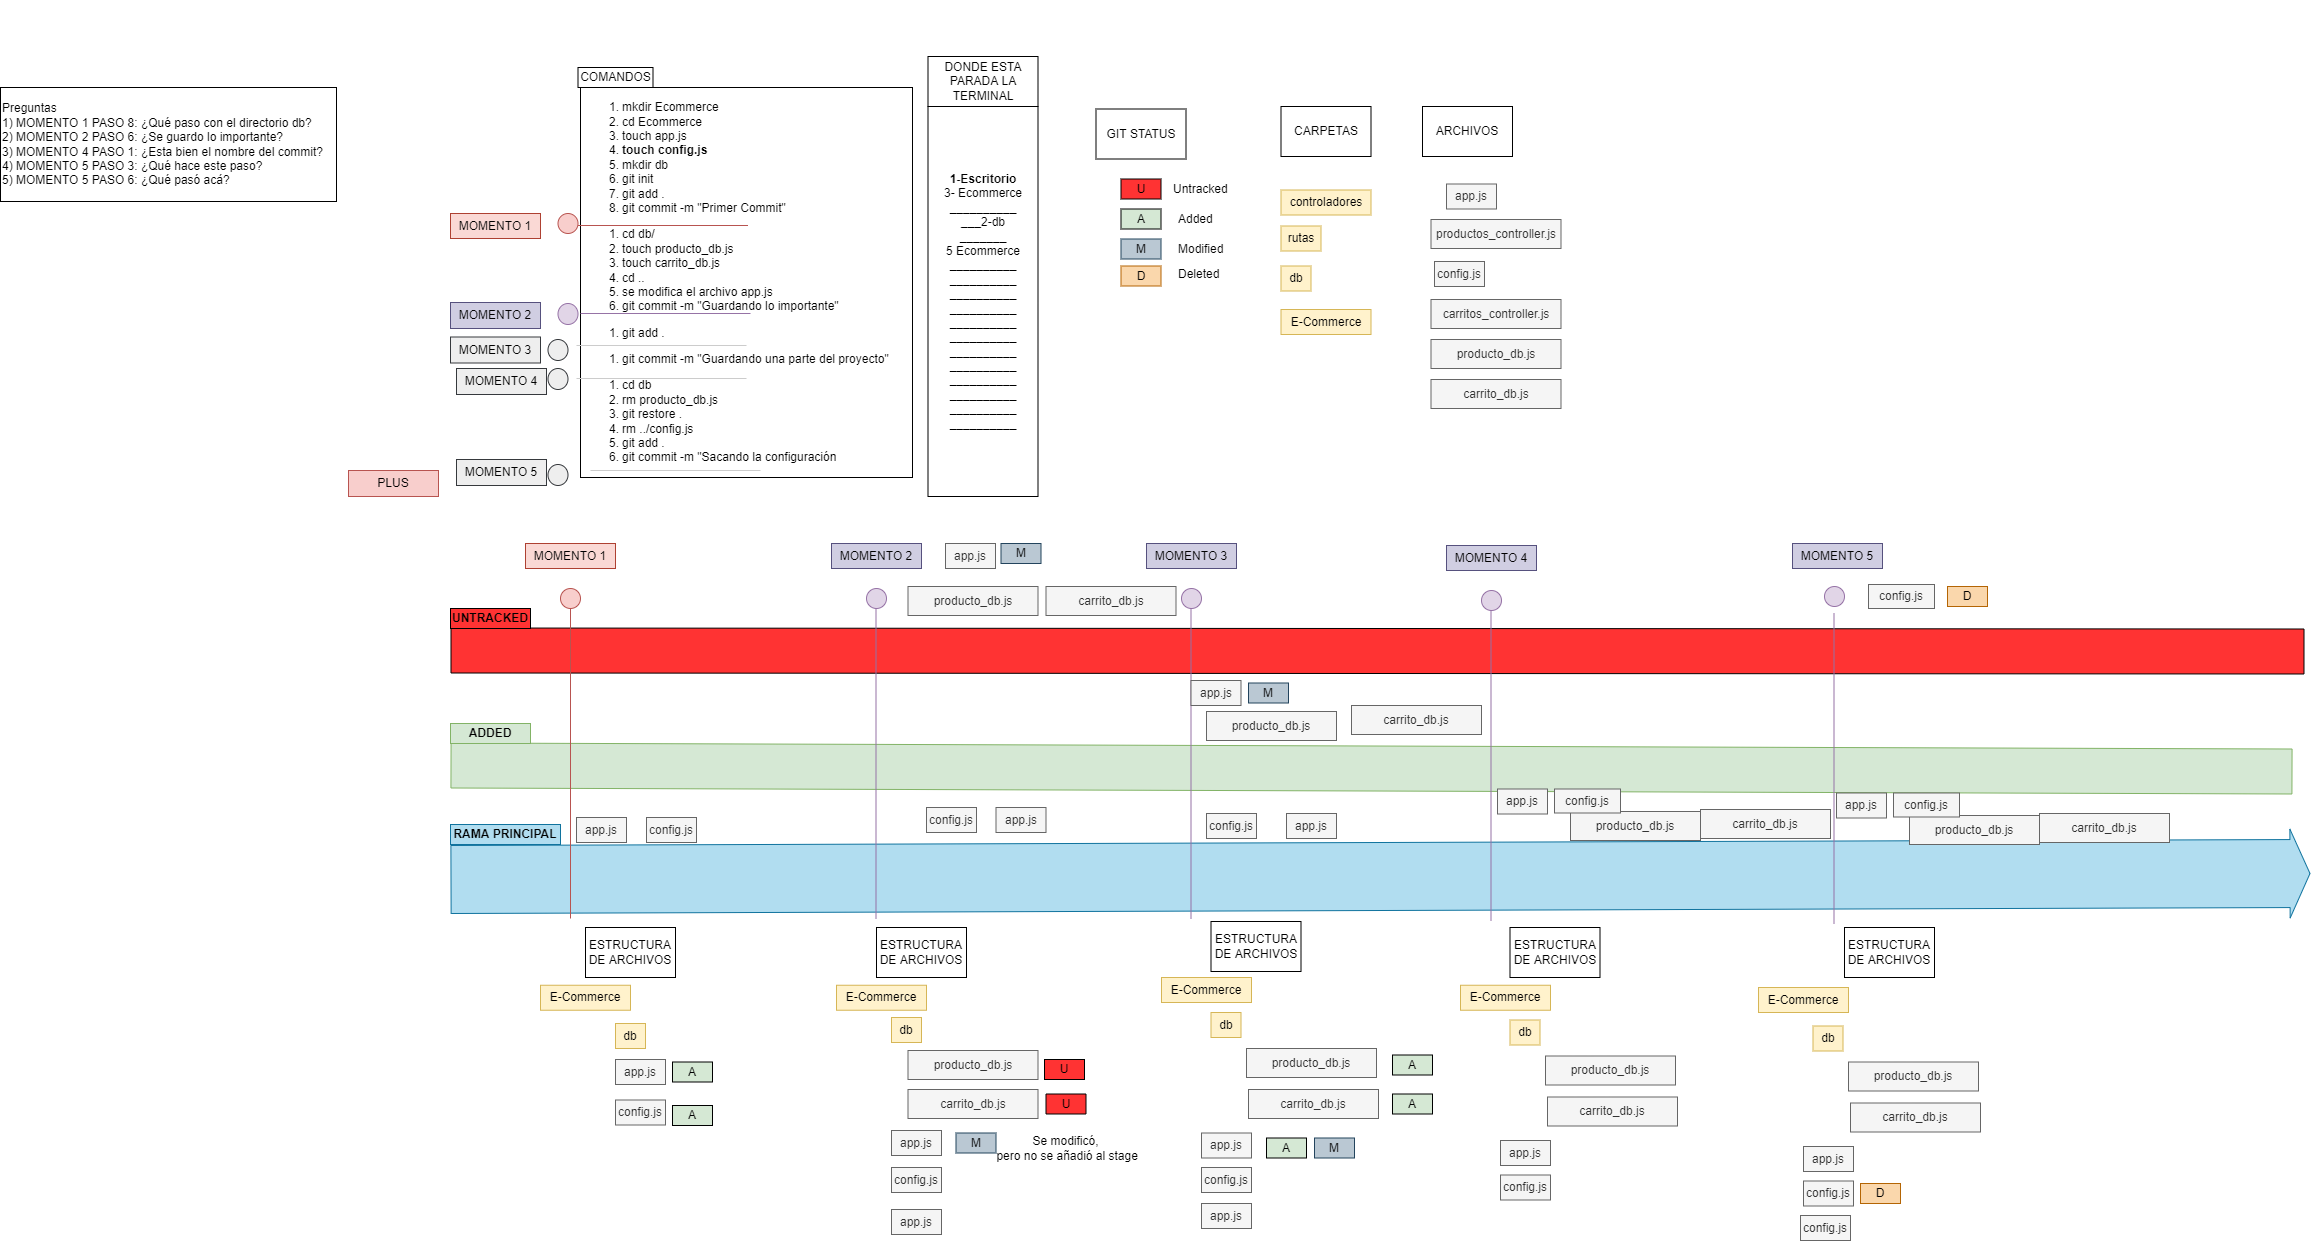 Preguntas
1) MOMENTO 1 PASO 8: ¿Qué paso con el directorio db?
2) MOMENTO 2 PASO 6: ¿Se guardo lo importante?
3) MOMENTO 4 PASO 1: ¿Esta bien el nombre del commit?
4) MOMENTO 5 PASO 3: ¿Qué hace este paso?
5) MOMENTO 5 PASO 6: ¿Qué pasó acá?
COMANDOS
1. mkdir Ecommerce
2. cd Ecommerce
3. touch app.js
4. touch config.js
5. mkdir db
6. git init
7. git add .
8. git commit -m "Primer Commit"
MOMENTO 1
1. cd db/
2. touch producto_db.js
3. touch carrito_db.js
4. cd ..
5. se modifica el archivo app.js
6. git commit -m "Guardando lo importante"
MOMENTO 2
1. git add .
MOMENTO 3
1. git commit -m "Guardando una parte del proyecto"
MOMENTO 4
1. cd db
2. rm producto_db.js
3. git restore .
4. rm ../config.js
5. git add .
6. git commit -m "Sacando la configuración
MOMENTO 5
PLUS
DONDE ESTA
PARADA LA
TERMINAL
1-Escritorio
3- Ecommerce
__________
___2-db
_______
5 Ecommerce
__________
__________
__________
__________
__________
__________
__________
__________
__________
__________
__________
__________
GIT STATUS
U Untracked
A Added
M Modified
D Deleted
CARPETAS
controladores
rutas
db
E-Commerce
ARCHIVOS
app.js
productos_controller.js
config.js
carritos_controller.js
producto_db.js
carrito_db.js
MOMENTO 1
MOMENTO 2
app.js M
MOMENTO 3
MOMENTO 4
MOMENTO 5
producto_db.js carrito_db.js
config.js D
UNTRACKED
app.js M
producto_db.js carrito_db.js
ADDED
RAMA PRINCIPAL
app.js config.js
config.js app.js
config.js app.js
app.js config.js
producto_db.js carrito_db.js
app.js config.js
producto_db.js carrito_db.js
ESTRUCTURA
DE ARCHIVOS
E-Commerce
db
app.js A
config.js A
ESTRUCTURA
DE ARCHIVOS
E-Commerce
db
producto_db.js U
carrito_db.js U
app.js M
Se modificó,
pero no se añadió al stage
config.js
app.js
ESTRUCTURA
DE ARCHIVOS
E-Commerce
db
producto_db.js A
carrito_db.js A
app.js A M
config.js
app.js
ESTRUCTURA
DE ARCHIVOS
E-Commerce
db
producto_db.js
carrito_db.js
app.js
config.js
ESTRUCTURA
DE ARCHIVOS
E-Commerce
db
producto_db.js
carrito_db.js
app.js
config.js D
config.js